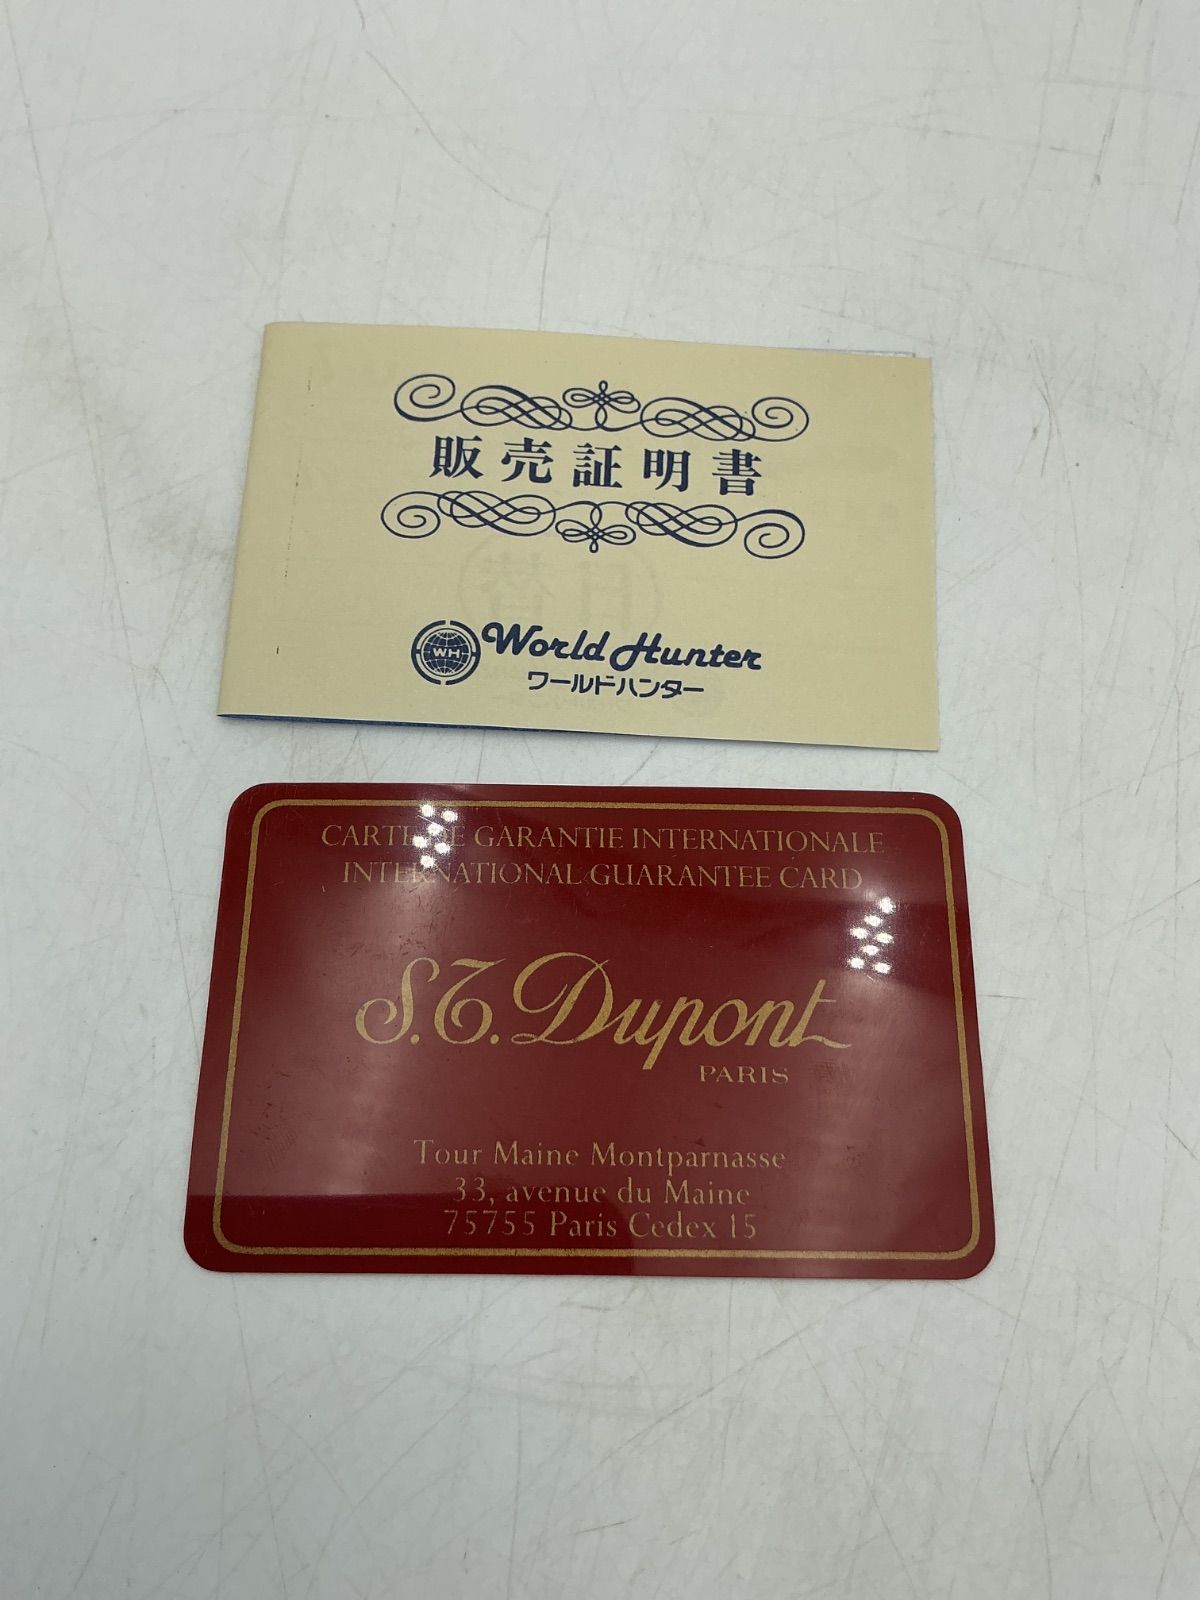 販売証明書
WH World Hunter
ワールドハンター
CARTE DE GARANTIE INTERNATIONALE
INTERNATIONAL GUARANTEE CARD
S.T. Dupont
PARIS
Tour Maine Montparnasse
33, avenue du Maine
75755 Paris Cedex 15